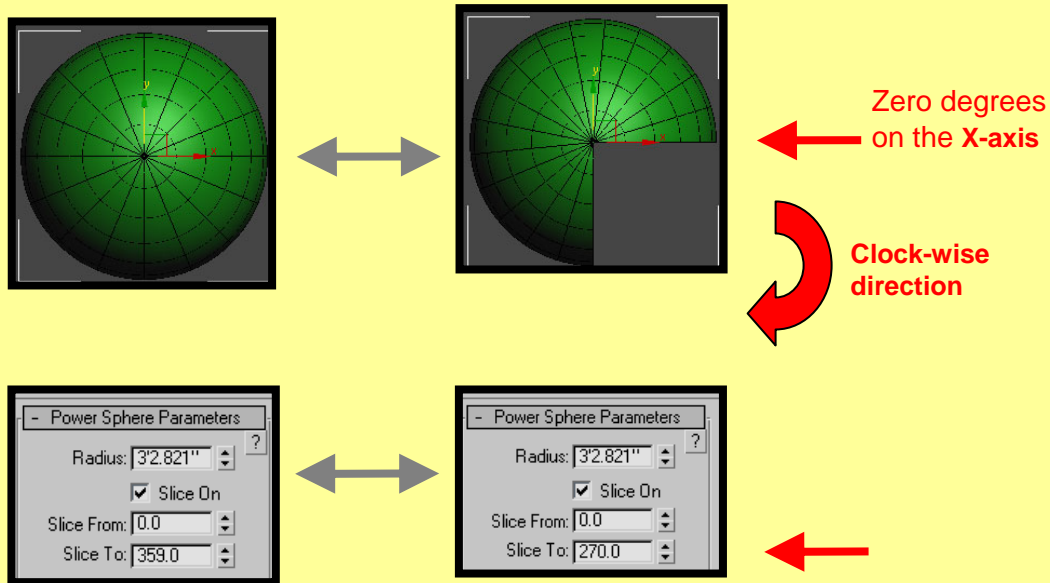 y
x
y
x
Zero degrees
on the X-axis
Clock-wise
direction
- Power Sphere Parameters
?
Radius: 3'2.821"
Slice On
Slice From: 0.0
Slice To: 359.0
- Power Sphere Parameters
?
Radius: 3'2.821"
Slice On
Slice From: 0.0
Slice To: 270.0